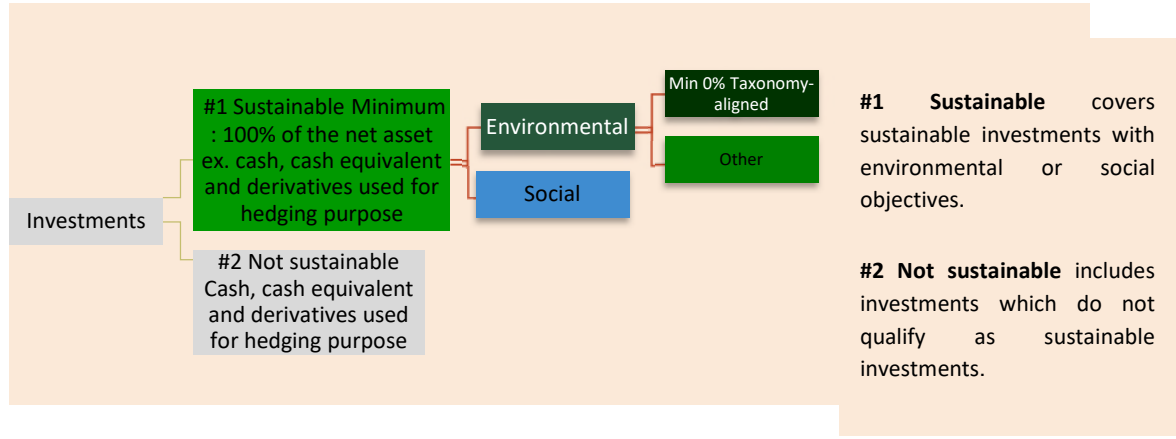 Investments
#1 Sustainable Minimum
: 100% of the net asset
ex. cash, cash equivalent
and derivatives used for
hedging purpose
#2 Not sustainable
Cash, cash equivalent
and derivatives used
for hedging purpose
Environmental
Social
Min 0% Taxonomy-
aligned
Other
#1 Sustainable covers
sustainable investments with
environmental or social
objectives.
#2 Not sustainable includes
investments which do not
qualify as sustainable
investments.